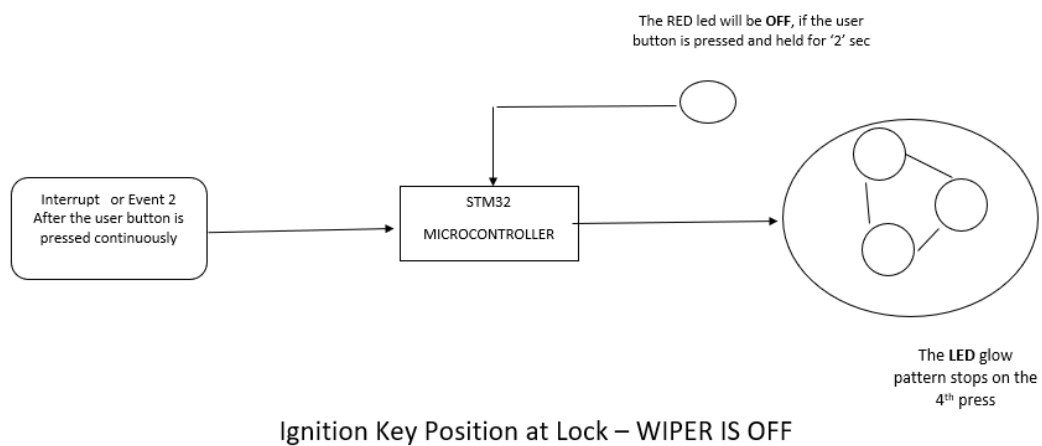 The RED led will be OFF, if the user
button is pressed and held for ‘2’ sec
Interrupt or Event 2
After the user button is
pressed continuously
STM32
MICROCONTROLLER
The LED glow
pattern stops on the
4th press
Ignition Key Position at Lock – WIPER IS OFF